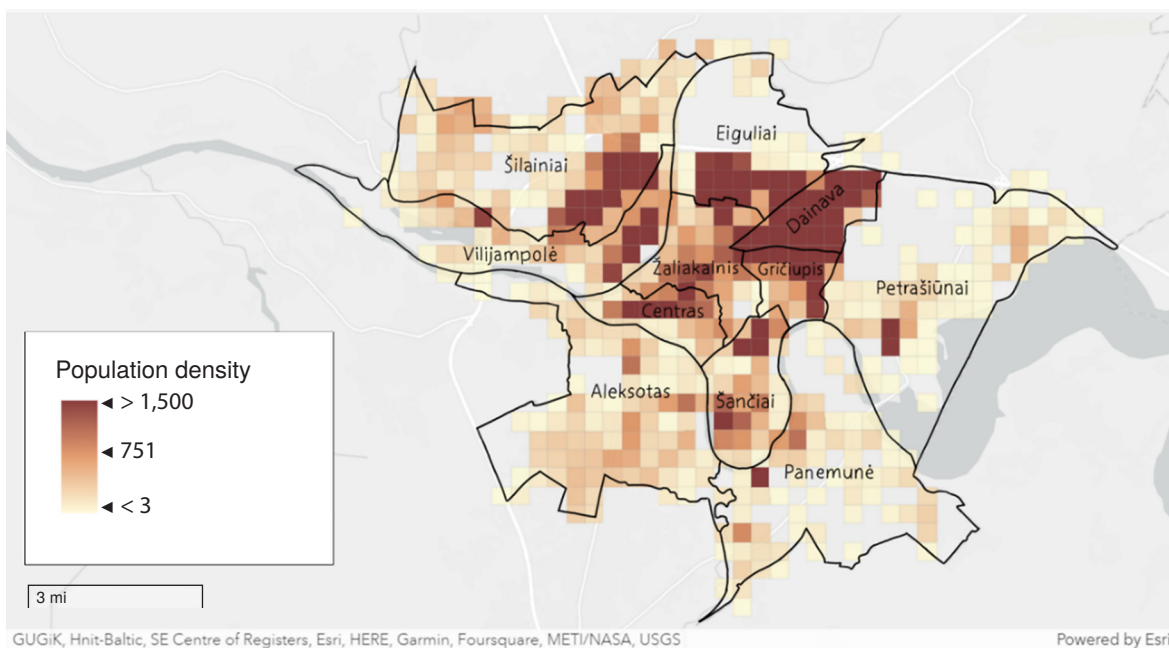 Eiguliai
Šilainiai
Dainava
Vilijampolė
Žaliakalnis
Gričiupis
Petrašiūnai
Centras
Aleksotas
Šančiai
Panemunė
Population density
◄ > 1,500
◄ 751
◄ < 3
3 mi
GUGiK, Hnit-Baltic, SE Centre of Registers, Esri, HERE, Garmin, Foursquare, METI/NASA, USGS
Powered by Esri